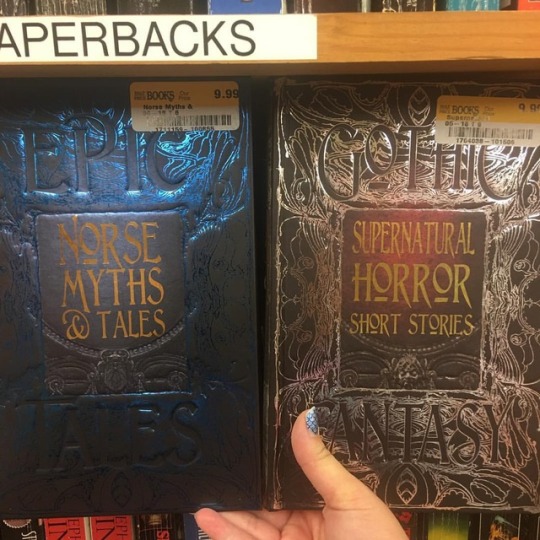 APERBACKS
BOOKS
9.99
Norse Myths &
EPIC
NORSE
MYTHS
& TALES
TALES
BOOKS
9.99
GOTHIC
SUPERNATURAL
HORROR
SHORT STORIES
FANTASY